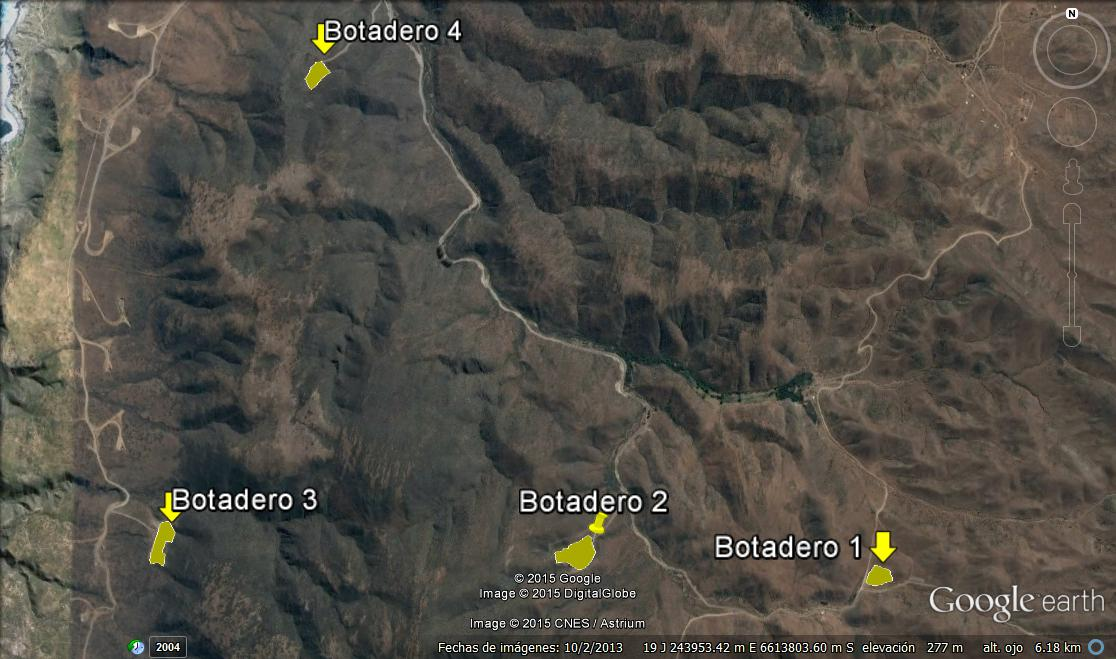 Botadero 4
N
Botadero 3
Botadero 2
Botadero 1
© 2015 Google
Image © 2015 DigitalGlobe
Google earth
Image © 2015 CNES / Astrium
2004
Fechas de imágenes: 10/2/2013 19 J 243953.42 m E 6613803.60 m S elevación 277 m alt. ojo 6.18 km